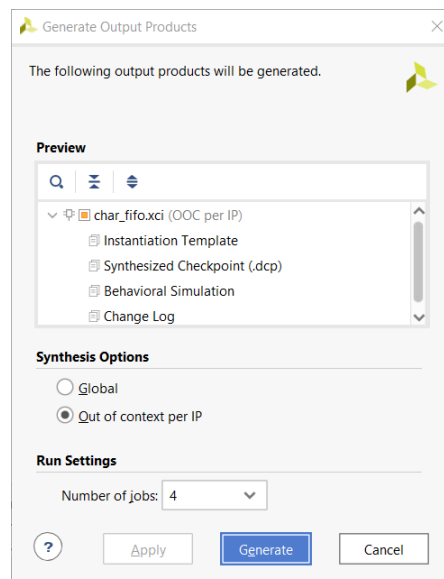 Generate Output Products
The following output products will be generated.
Preview
char_fifo.xci (OOC per IP)
Instantiation Template
Synthesized Checkpoint (.dcp)
Behavioral Simulation
Change Log
Synthesis Options
Global
Out of context per IP
Run Settings
Number of jobs: 4
? Apply Generate Cancel